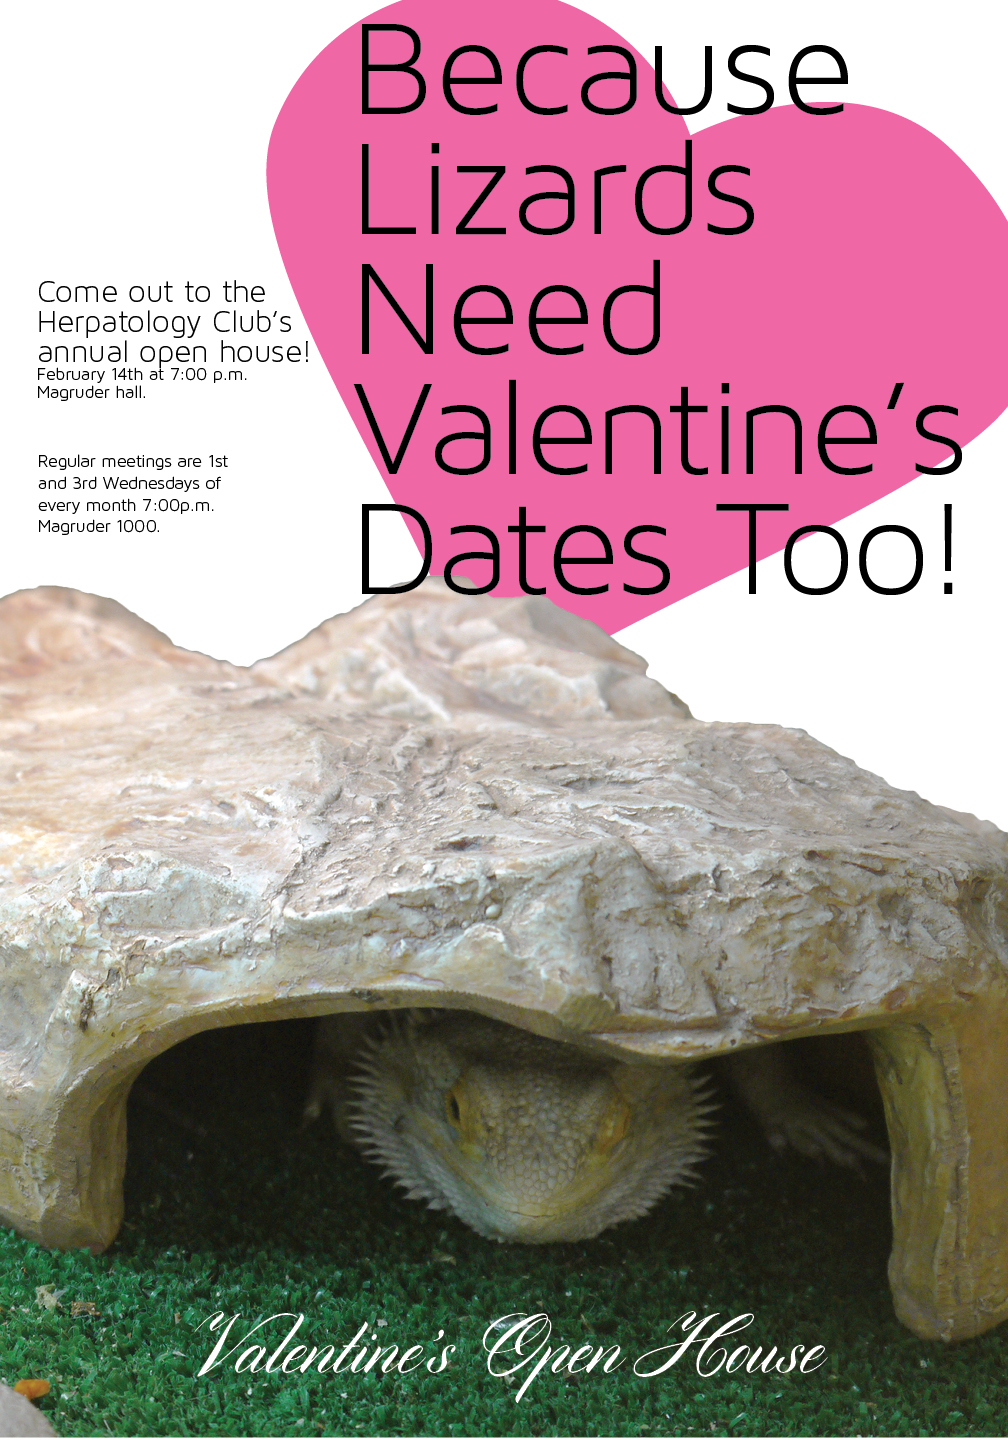 Because
Lizards
Need
Valentine's
Dates Too!
Come out to the
Herpatology Club's
annual open house!
February 14th at 7:00 p.m.
Magruder hall.
Regular meetings are 1st
and 3rd Wednesdays of
every month 7:00p.m.
Magruder 1000.
Valentine's Open House